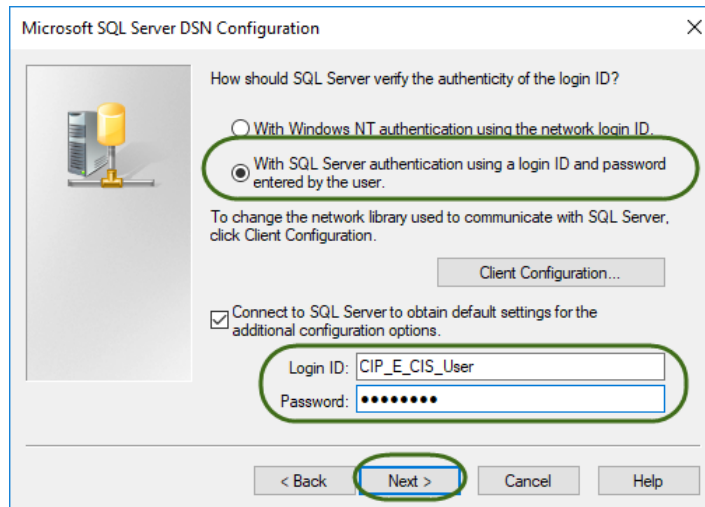 Microsoft SQL Server DSN Configuration
How should SQL Server verify the authenticity of the login ID?
With Windows NT authentication using the network login ID.
With SQL Server authentication using a login ID and password
entered by the user.
To change the network library used to communicate with SQL Server,
click Client Configuration.
Client Configuration...
Connect to SQL Server to obtain default settings for the
additional configuration options.
Login ID: CIP_E_CIS_User
Password: ●●●●●●●●
< Back Next > Cancel Help